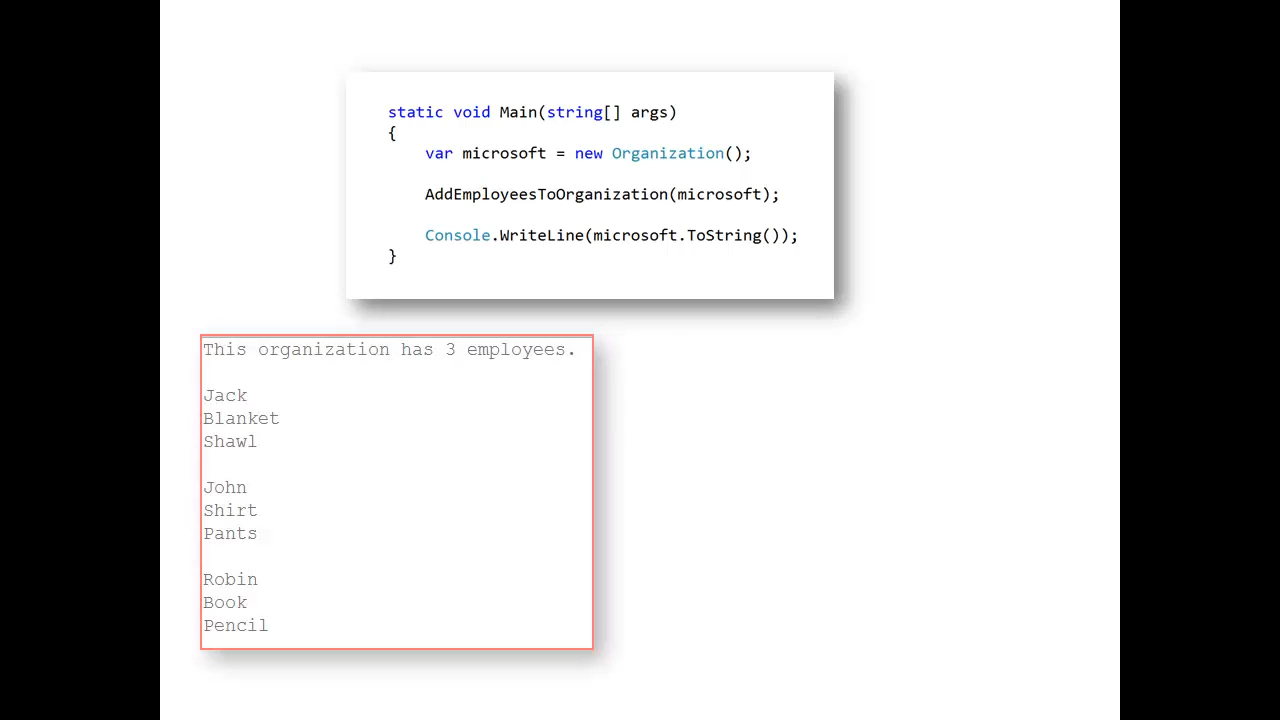 static void Main(string[] args)
{
var microsoft = new Organization();
AddEmployeesToOrganization(microsoft);
Console.WriteLine(microsoft.ToString());
}
This organization has 3 employees.
Jack
Blanket
Shawl
John
Shirt
Pants
Robin
Book
Pencil